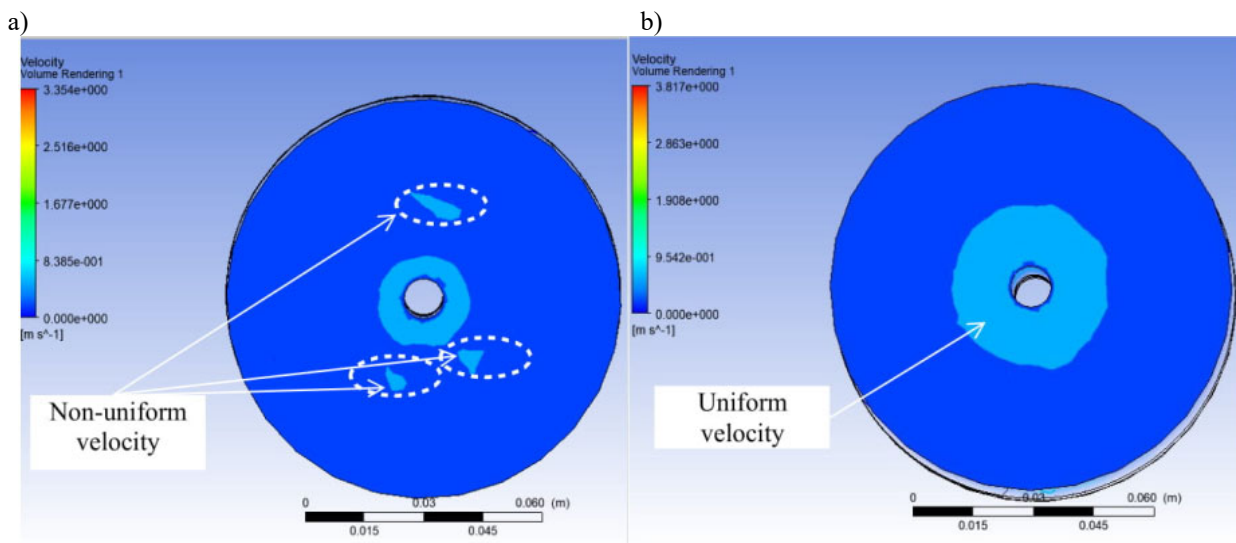 a)
b)
Velocity
Volume Rendering 1
3.354e+000
2.516e+000
1.677e+000
8.385e-001
0.000e+000
[m s^-1]
Non-uniform
velocity
0
0.03
0.060 (m)
0.015
0.045
Velocity
Volume Rendering 1
3.817e+000
2.863e+000
1.908e+000
9.542e-001
0.000e+000
[m s^-1]
Uniform
velocity
0
0.03
0.060 (m)
0.015
0.045